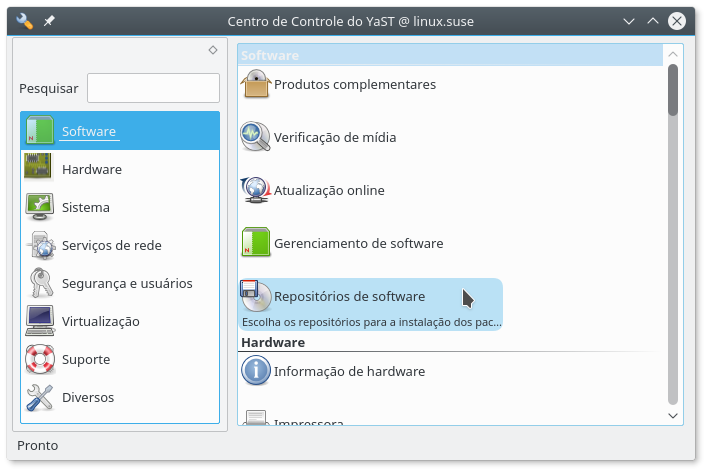 Centro de Controle do YaST @ linux.suse
Pesquisar
Software
Hardware
Sistema
Serviços de rede
Segurança e usuários
Virtualização
Suporte
Diversos
Software
Produtos complementares
Verificação de mídia
Atualização online
Gerenciamento de software
Repositórios de software
Escolha os repositórios para a instalação dos pac...
Hardware
Informação de hardware
Impressora
Pronto